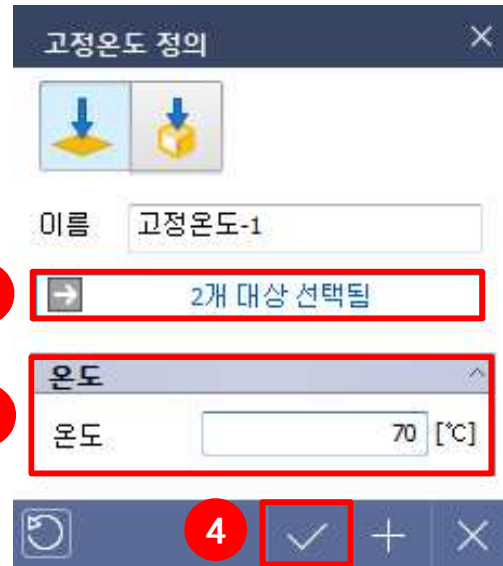 고정온도 정의
이름 고정온도-1
2개 대상 선택됨
온도
온도 70 [℃]
4